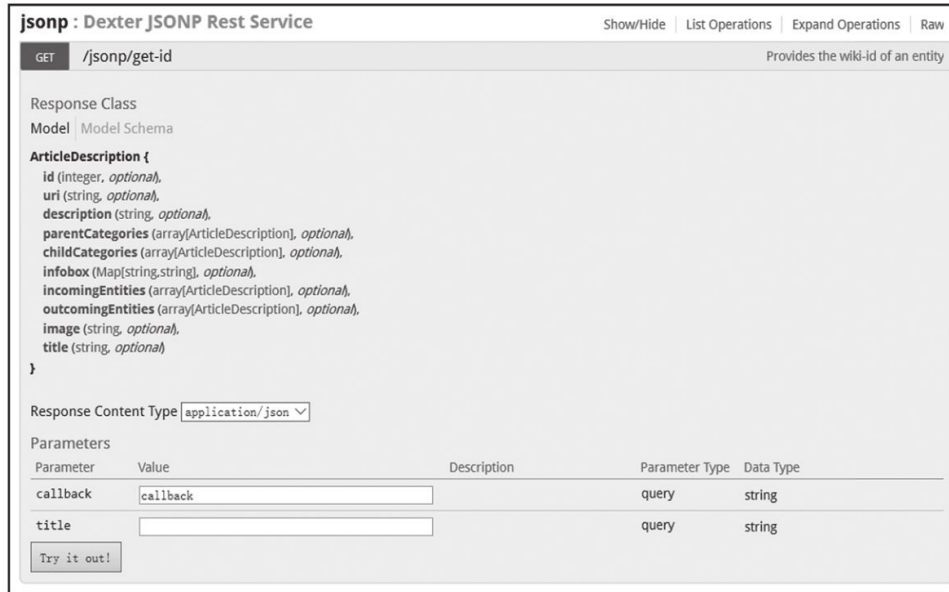 jsonp : Dexter JSONP Rest Service Show/Hide List Operations Expand Operations Raw
GET /jsonp/get-id Provides the wiki-id of an entity
Response Class
Model Model Schema
ArticleDescription {
id (integer, optional),
uri (string, optional),
description (string, optional),
parentCategories (array[ArticleDescription], optional),
childCategories (array[ArticleDescription], optional),
infobox (Map[string,string], optional),
incomingEntities (array[ArticleDescription], optional),
outcomingEntities (array[ArticleDescription], optional),
image (string, optional),
title (string, optional)
}
Response Content Type application/json
Parameters
Parameter Value Description Parameter Type Data Type
callback callback query string
title query string
Try it out!